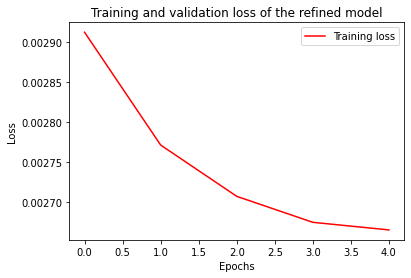 Training and validation loss of the refined model
Training loss
0.00290
0.00285
0.00280
0.00275
0.00270
Loss
0.0 0.5 1.0 1.5 2.0 2.5 3.0 3.5 4.0
Epochs